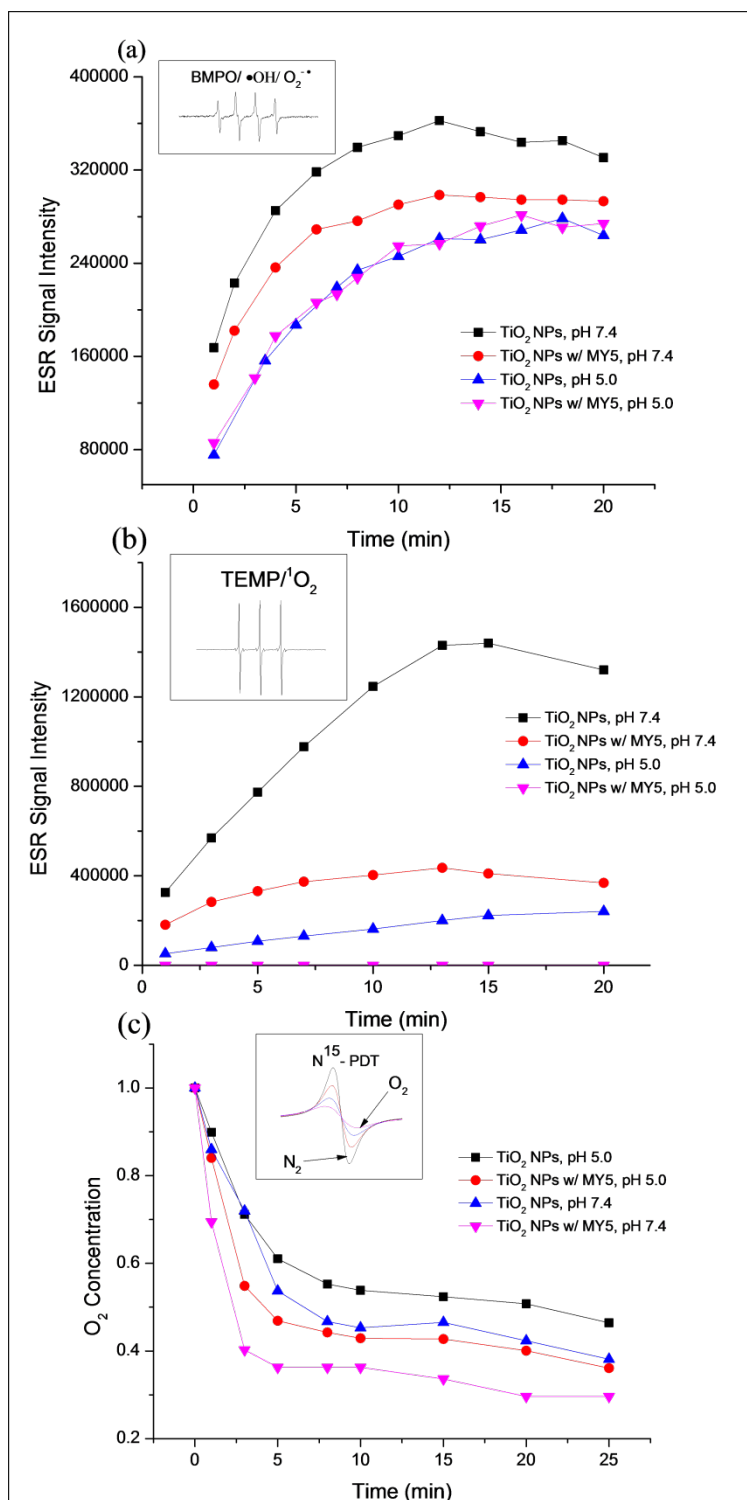 (a)
BMPO/ •OH/ O₂⁻•
400000
320000
240000
160000
80000
ESR Signal Intensity
TiO₂ NPs, pH 7.4
TiO₂ NPs w/ MY5, pH 7.4
TiO₂ NPs, pH 5.0
TiO₂ NPs w/ MY5, pH 5.0
0 5 10 15 20
Time (min)
(b)
TEMP/¹O₂
1600000
1200000
800000
400000
0
ESR Signal Intensity
TiO₂ NPs, pH 7.4
TiO₂ NPs w/ MY5, pH 7.4
TiO₂ NPs, pH 5.0
TiO₂ NPs w/ MY5, pH 5.0
0 5 10 15 20
Time (min)
(c)
N¹⁵- PDT
O₂
N₂
1.0
0.8
0.6
0.4
0.2
O₂ Concentration
TiO₂ NPs, pH 5.0
TiO₂ NPs w/ MY5, pH 5.0
TiO₂ NPs, pH 7.4
TiO₂ NPs w/ MY5, pH 7.4
0 5 10 15 20 25
Time (min)